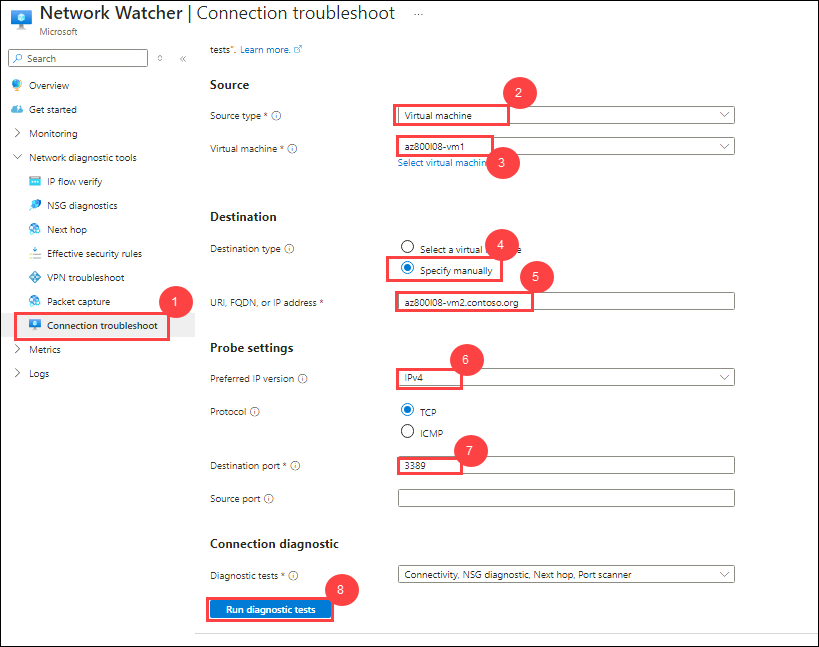 Network Watcher | Connection troubleshoot ...
Microsoft
Search
Overview
Get started
Monitoring
Network diagnostic tools
IP flow verify
NSG diagnostics
Next hop
Effective security rules
VPN troubleshoot
Packet capture
1
Connection troubleshoot
Metrics
Logs
tests". Learn more.
Source
2
Source type *
Virtual machine
Virtual machine *
az800l08-vm1
3
Select virtual machin
Destination
4
Destination type
Select a virtual
Specify manually
5
URI, FQDN, or IP address *
az800l08-vm2.contoso.org
Probe settings
6
Preferred IP version
IPv4
Protocol
TCP
ICMP
7
Destination port *
3389
Source port
Connection diagnostic
Diagnostic tests *
Connectivity, NSG diagnostic, Next hop, Port scanner
8
Run diagnostic tests